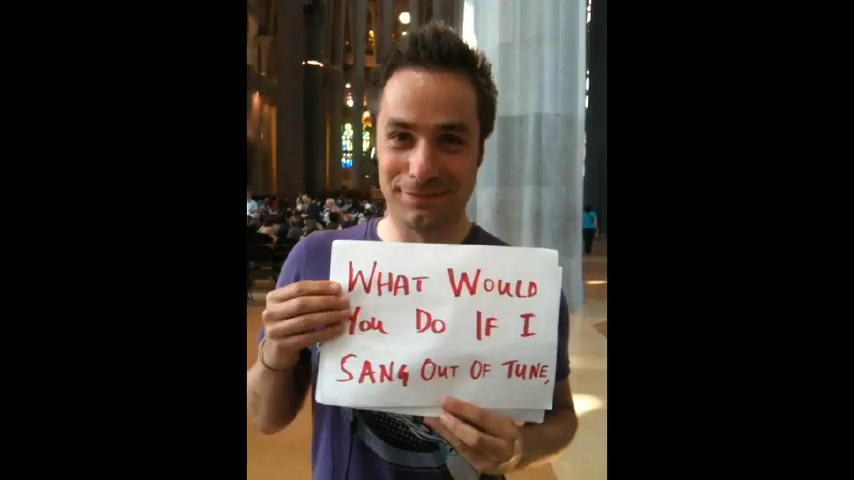 WHAT WOULD
YOU DO IF I
SANG OUT OF TUNE,